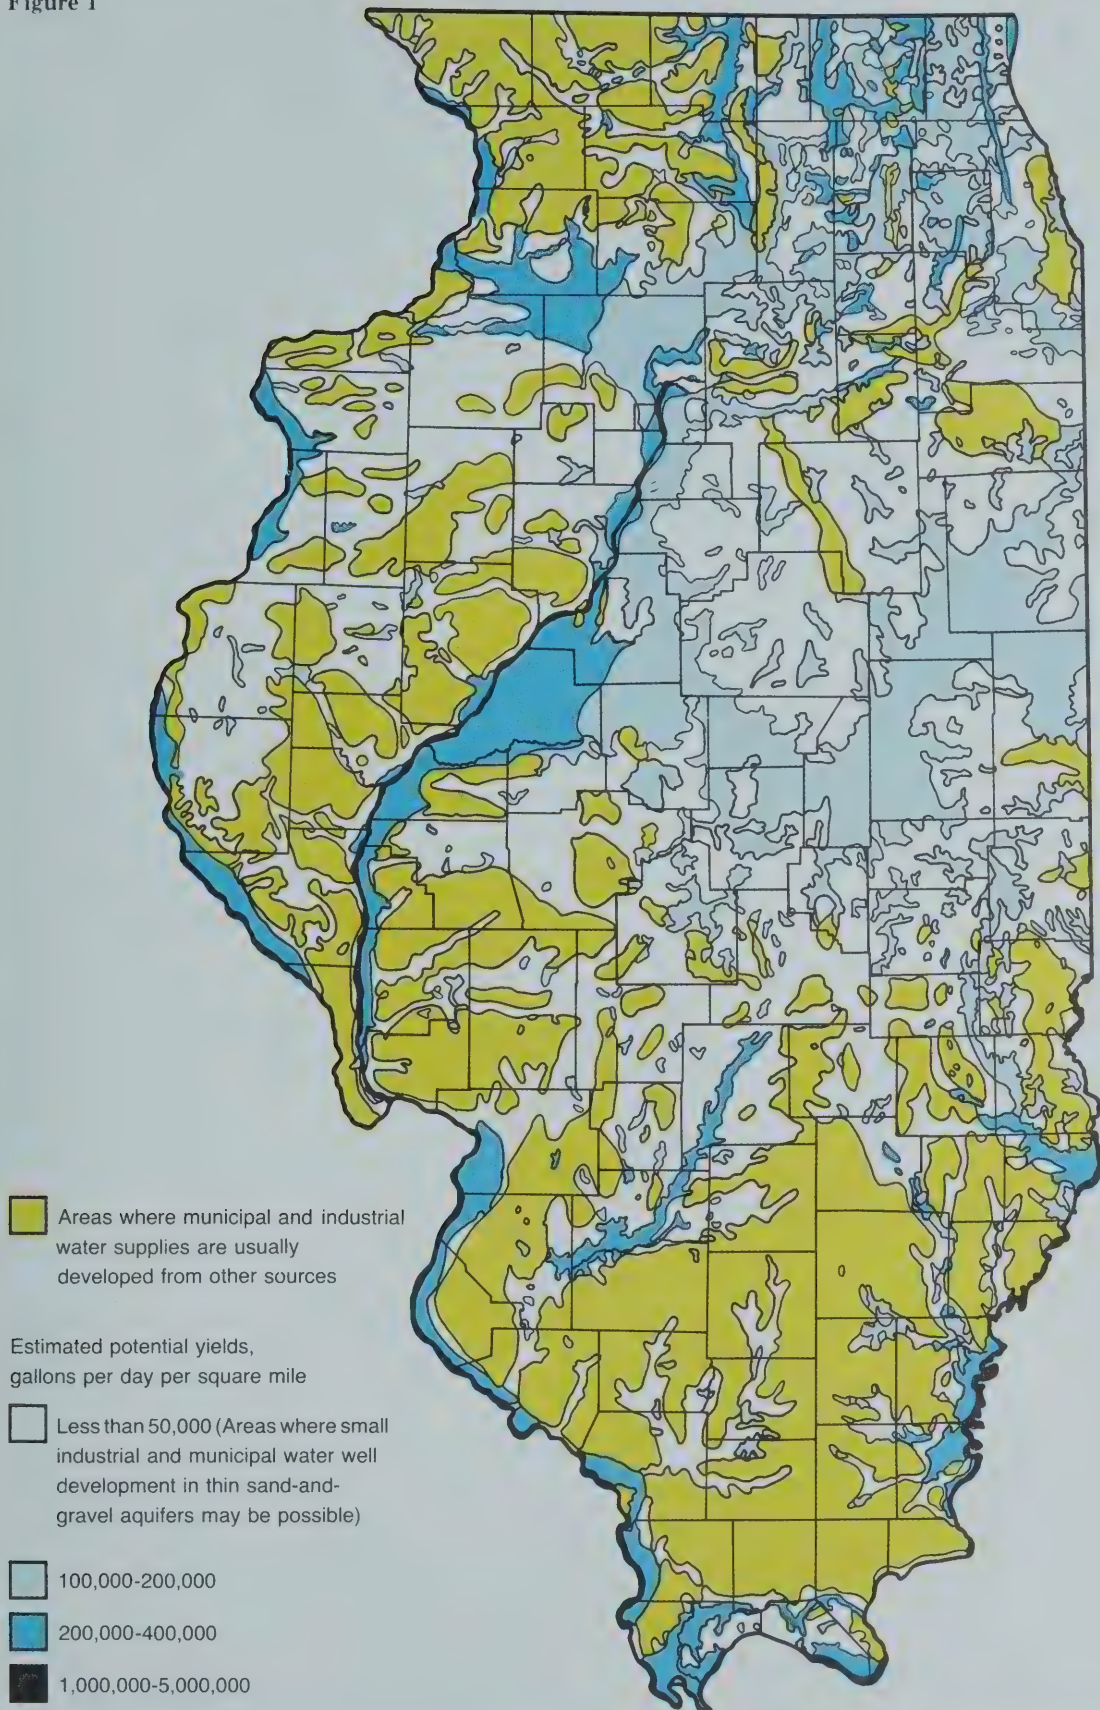 Figure 1
Areas where municipal and industrial
water supplies are usually
developed from other sources
Estimated potential yields,
gallons per day per square mile
Less than 50,000 (Areas where small
industrial and municipal water well
development in thin sand-and-
gravel aquifers may be possible)
100,000-200,000
200,000-400,000
1,000,000-5,000,000